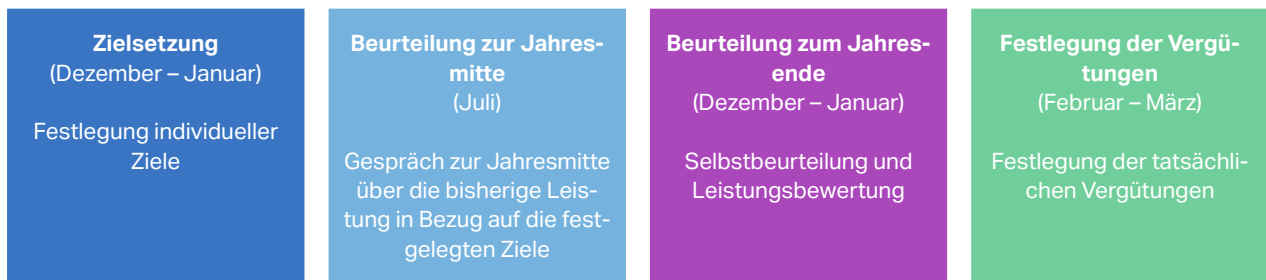 Zielsetzung
(Dezember – Januar)
Festlegung individueller
Ziele
Beurteilung zur Jahres-
mitte
(Juli)
Gespräch zur Jahresmitte
über die bisherige Leis-
tung in Bezug auf die fest-
gelegten Ziele
Beurteilung zum Jahres-
ende
(Dezember – Januar)
Selbstbeurteilung und
Leistungsbewertung
Festlegung der Vergü-
tungen
(Februar – März)
Festlegung der tatsächli-
chen Vergütungen